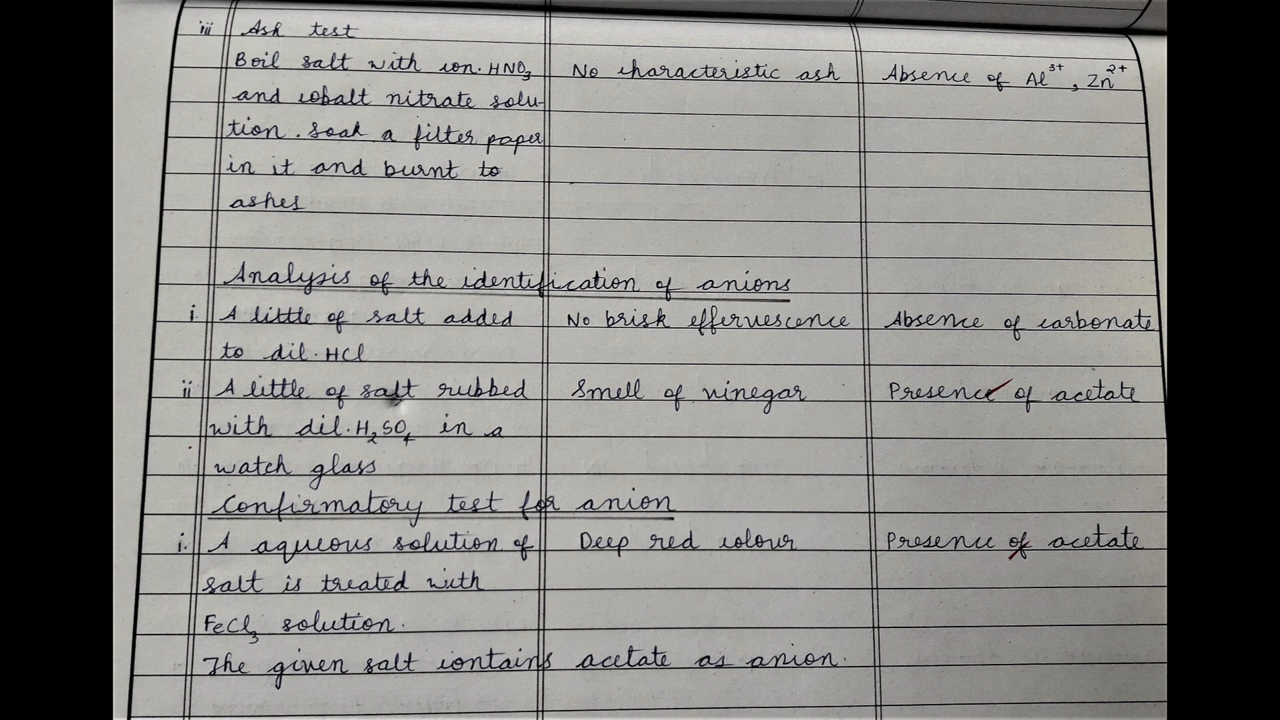 iii Ash test
Boil salt with con. HNO₃ No characteristic ash Absence of Al³⁺, Zn²⁺
and cobalt nitrate solu-
tion. Soak a filter paper
in it and burnt to
ashes
Analysis of the identification of anions
i. A little of salt added No brisk effervescence Absence of carbonate
to dil. HCl
ii A little of salt rubbed Smell of vinegar Presence of acetate
with dil. H₂SO₄ in a
watch glass
Confirmatory test for anion
i. A aqueous solution of Deep red colour Presence of acetate
salt is treated with
FeCl₃ solution.
The given salt contains acetate as anion.